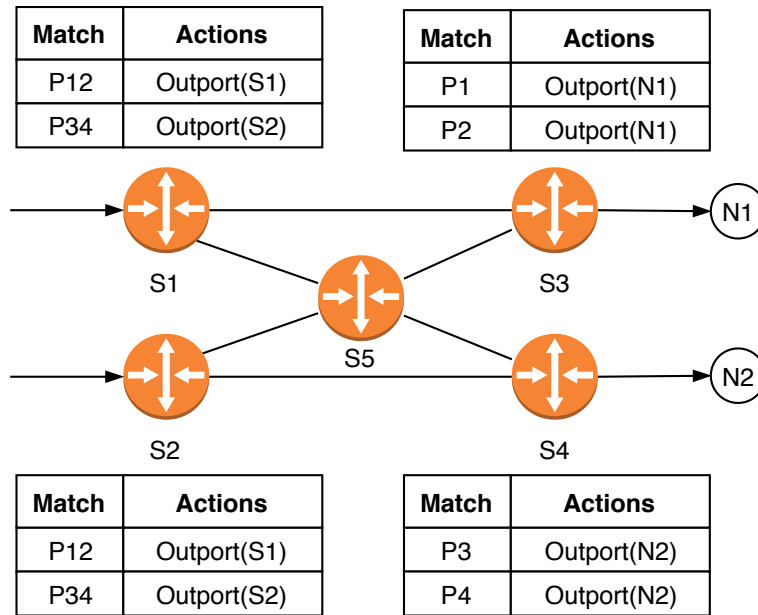 Match Actions
P12 Outport(S1)
P34 Outport(S2)
Match Actions
P1 Outport(N1)
P2 Outport(N1)
S1
S3
N1
S5
S2
S4
N2
Match Actions
P12 Outport(S1)
P34 Outport(S2)
Match Actions
P3 Outport(N2)
P4 Outport(N2)